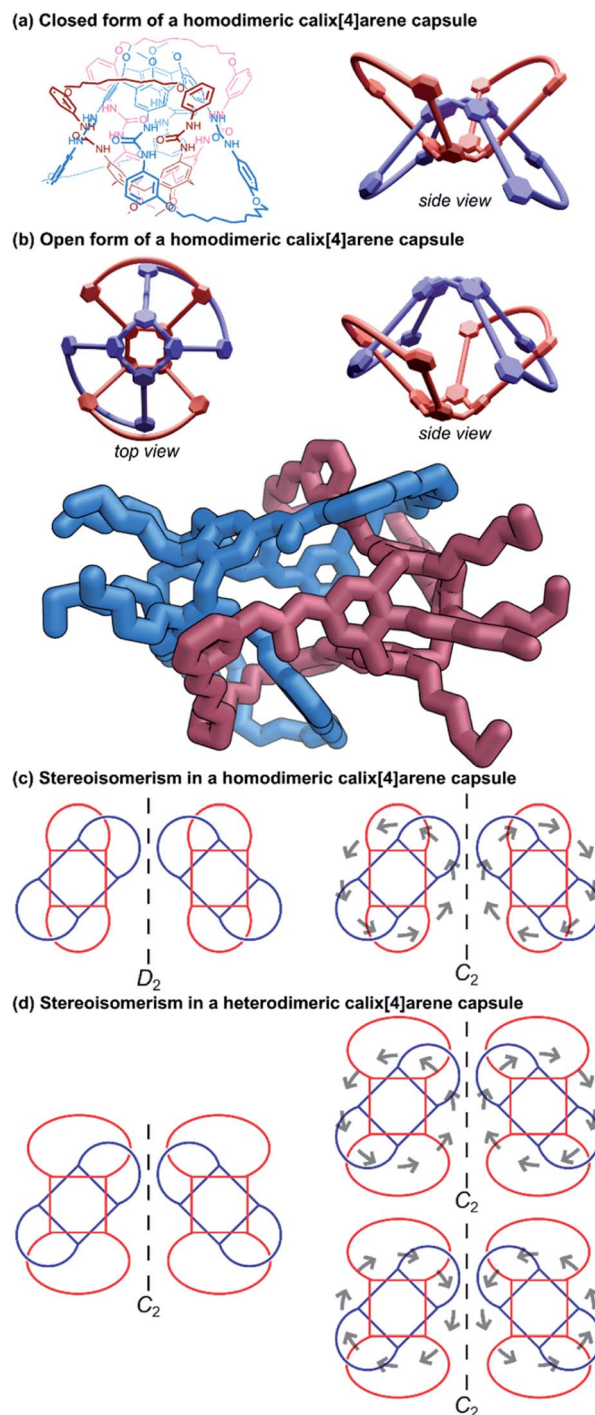 (a) Closed form of a homodimeric calix[4]arene capsule
side view
(b) Open form of a homodimeric calix[4]arene capsule
top view
side view
(c) Stereoisomerism in a homodimeric calix[4]arene capsule
D2
C2
(d) Stereoisomerism in a heterodimeric calix[4]arene capsule
C2
C2
C2